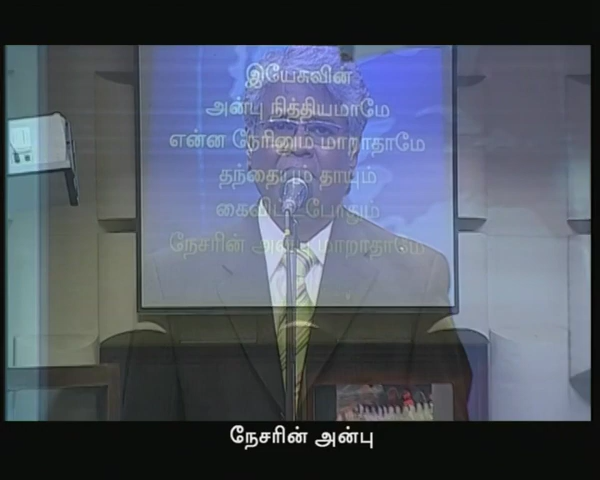 இயேசுவின்
அன்பு நித்தியமாமே
என்ன நேரினும் மாறாதாமே
தந்தையும் தாயும்
கைவிட்டபோதும்
நேசரின் அன்பு மாறாதாமே
நேசரின் அன்பு